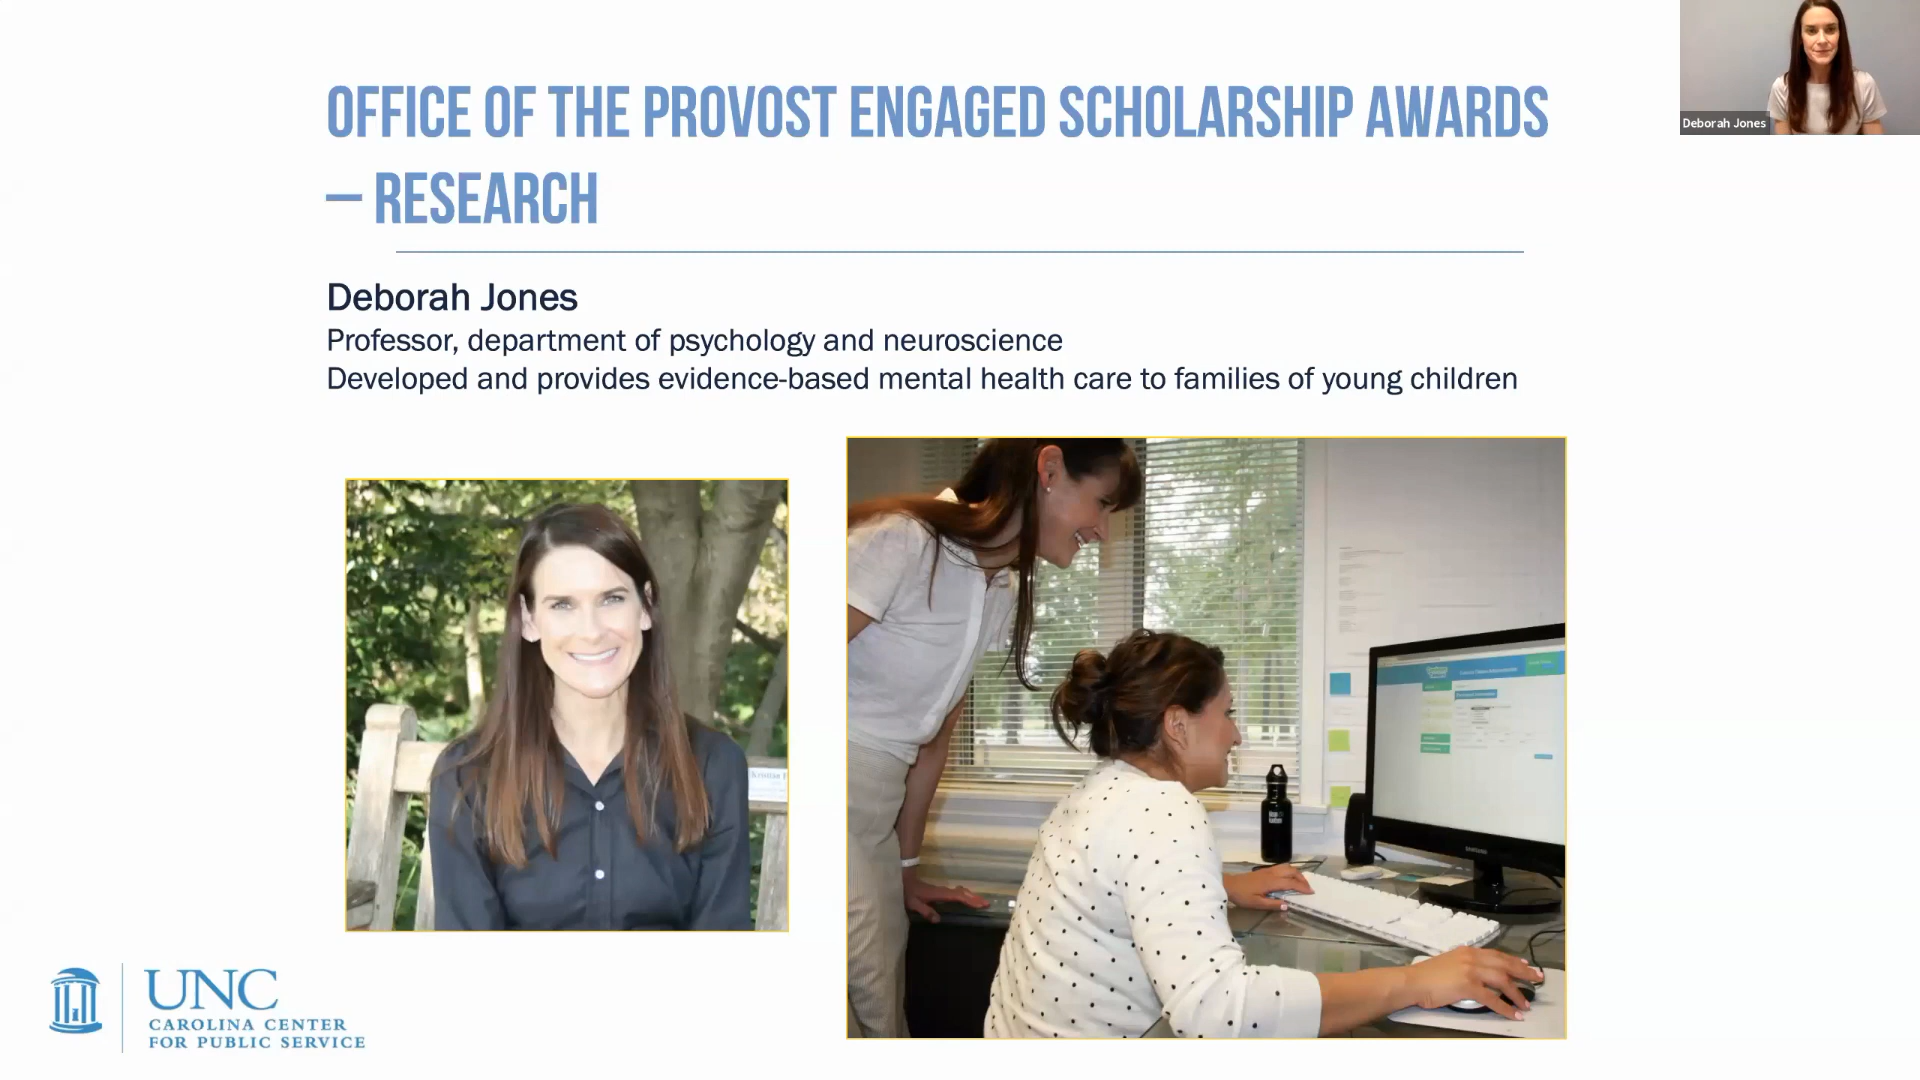 OFFICE OF THE PROVOST ENGAGED SCHOLARSHIP AWARDS
– RESEARCH
Deborah Jones
Deborah Jones
Professor, department of psychology and neuroscience
Developed and provides evidence-based mental health care to families of young children
SAMSUNG
UNC
CAROLINA CENTER
FOR PUBLIC SERVICE